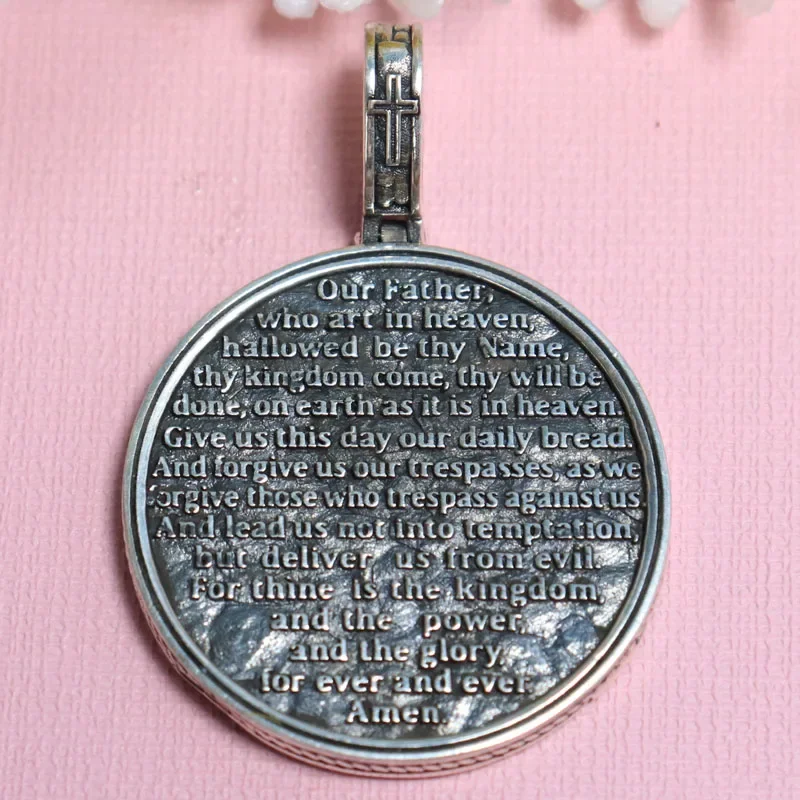 Our Father,
who art in heaven,
hallowed be thy Name,
thy kingdom come, thy will be
done, on earth as it is in heaven.
Give us this day our daily bread.
And forgive us our trespasses, as we
forgive those who trespass against us.
And lead us not into temptation,
but deliver us from evil.
For thine is the kingdom,
and the power,
and the glory,
for ever and ever.
Amen.